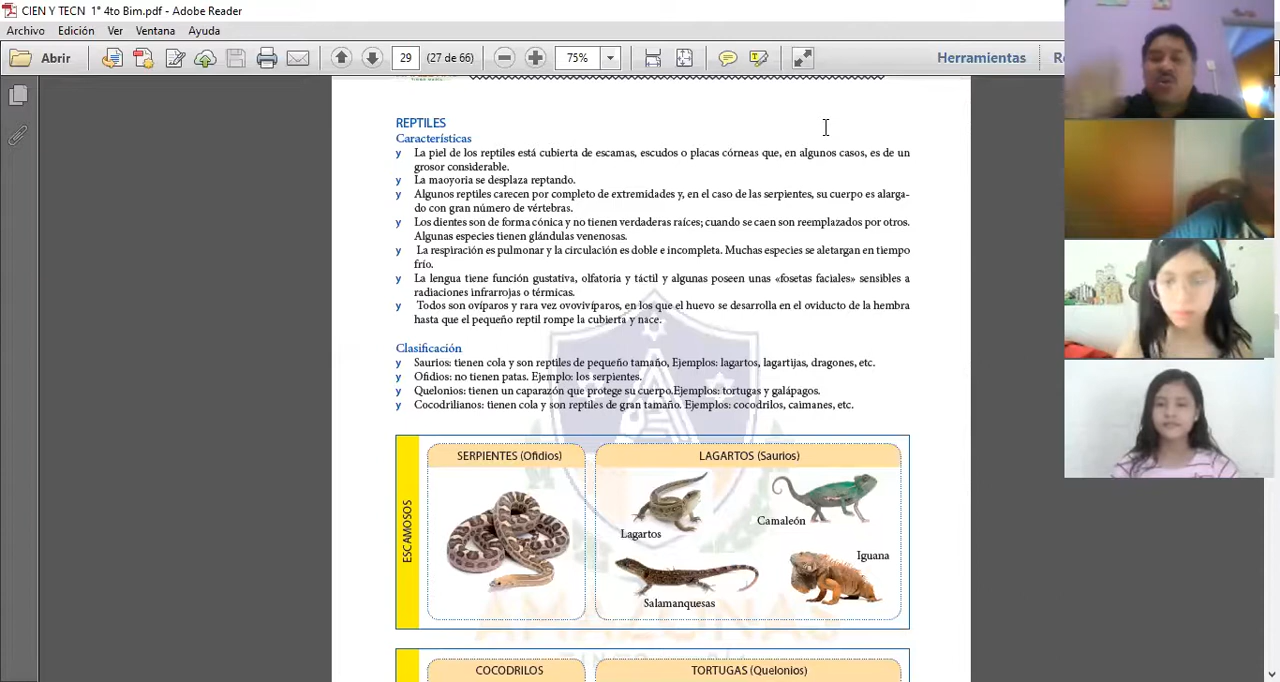 CIEN Y TECN 1° 4to Bim.pdf - Adobe Reader
Archivo Edición Ver Ventana Ayuda
Abrir 29 (27 de 66) 75% Herramientas
REPTILES
Características
y La piel de los reptiles está cubierta de escamas, escudos o placas córneas que, en algunos casos, es de un
grosor considerable.
y La maoyoría se desplaza reptando.
y Algunos reptiles carecen por completo de extremidades y, en el caso de las serpientes, su cuerpo es alarga-
do con gran número de vértebras.
y Los dientes son de forma cónica y no tienen verdaderas raíces; cuando se caen son reemplazados por otros.
Algunas especies tienen glándulas venenosas.
y La respiración es pulmonar y la circulación es doble e incompleta. Muchas especies se aletargan en tiempo
frío.
y La lengua tiene función gustativa, olfatoria y táctil y algunas poseen unas «fosetas faciales» sensibles a
radiaciones infrarrojas o térmicas.
y Todos son ovíparos y rara vez ovovivíparos, en los que el huevo se desarrolla en el oviducto de la hembra
hasta que el pequeño reptil rompe la cubierta y nace.
Clasificación
y Saurios: tienen cola y son reptiles de pequeño tamaño, Ejemplos: lagartos, lagartijas, dragones, etc.
y Ofidios: no tienen patas. Ejemplo: los serpientes.
y Quelonios: tienen un caparazón que protege su cuerpo.Ejemplos: tortugas y galápagos.
y Cocodrilianos: tienen cola y son reptiles de gran tamaño. Ejemplos: cocodrilos, caimanes, etc.
ESCAMOSOS
SERPIENTES (Ofidios)
LAGARTOS (Saurios)
Lagartos
Camaleón
Salamanquesas
Iguana
AMAZONAS
COCODRILOS
TORTUGAS (Quelonios)